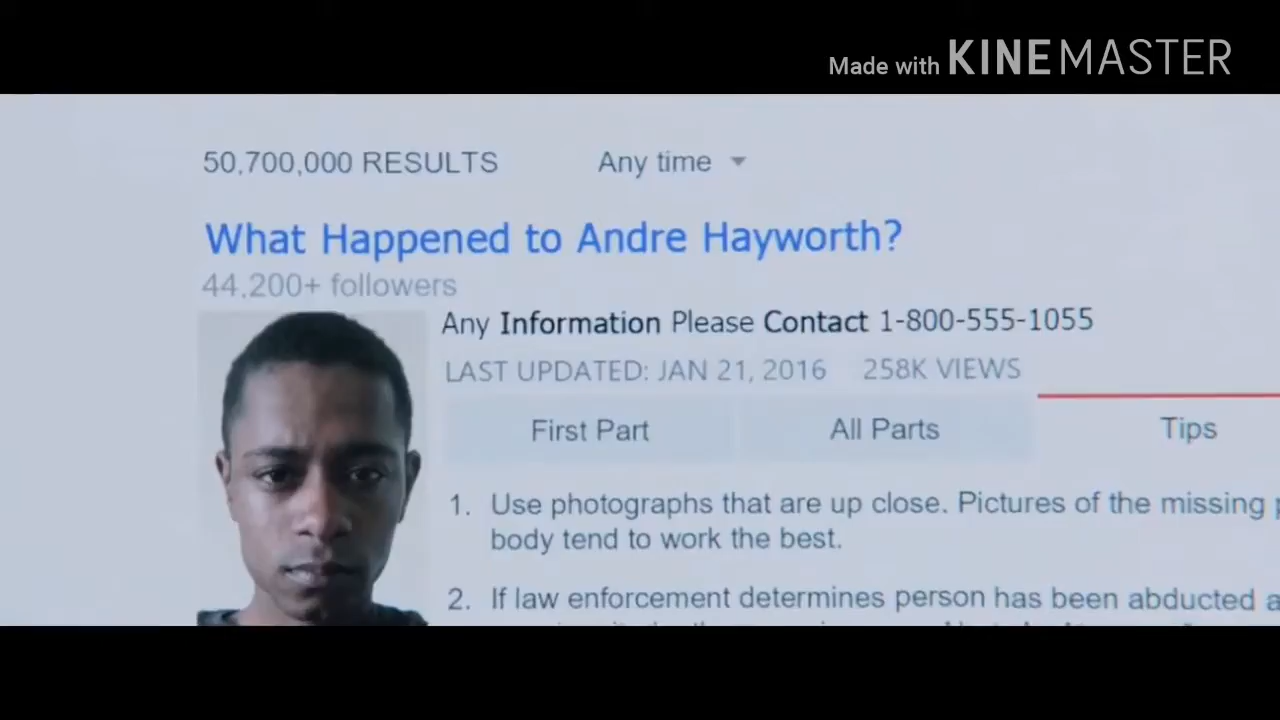 Made with KINEMASTER
50,700,000 RESULTS Any time
What Happened to Andre Hayworth?
44,200+ followers
Any Information Please Contact 1-800-555-1055
LAST UPDATED: JAN 21, 2016 258K VIEWS
First Part All Parts Tips
1. Use photographs that are up close. Pictures of the missing
body tend to work the best.
2. If law enforcement determines person has been abducted